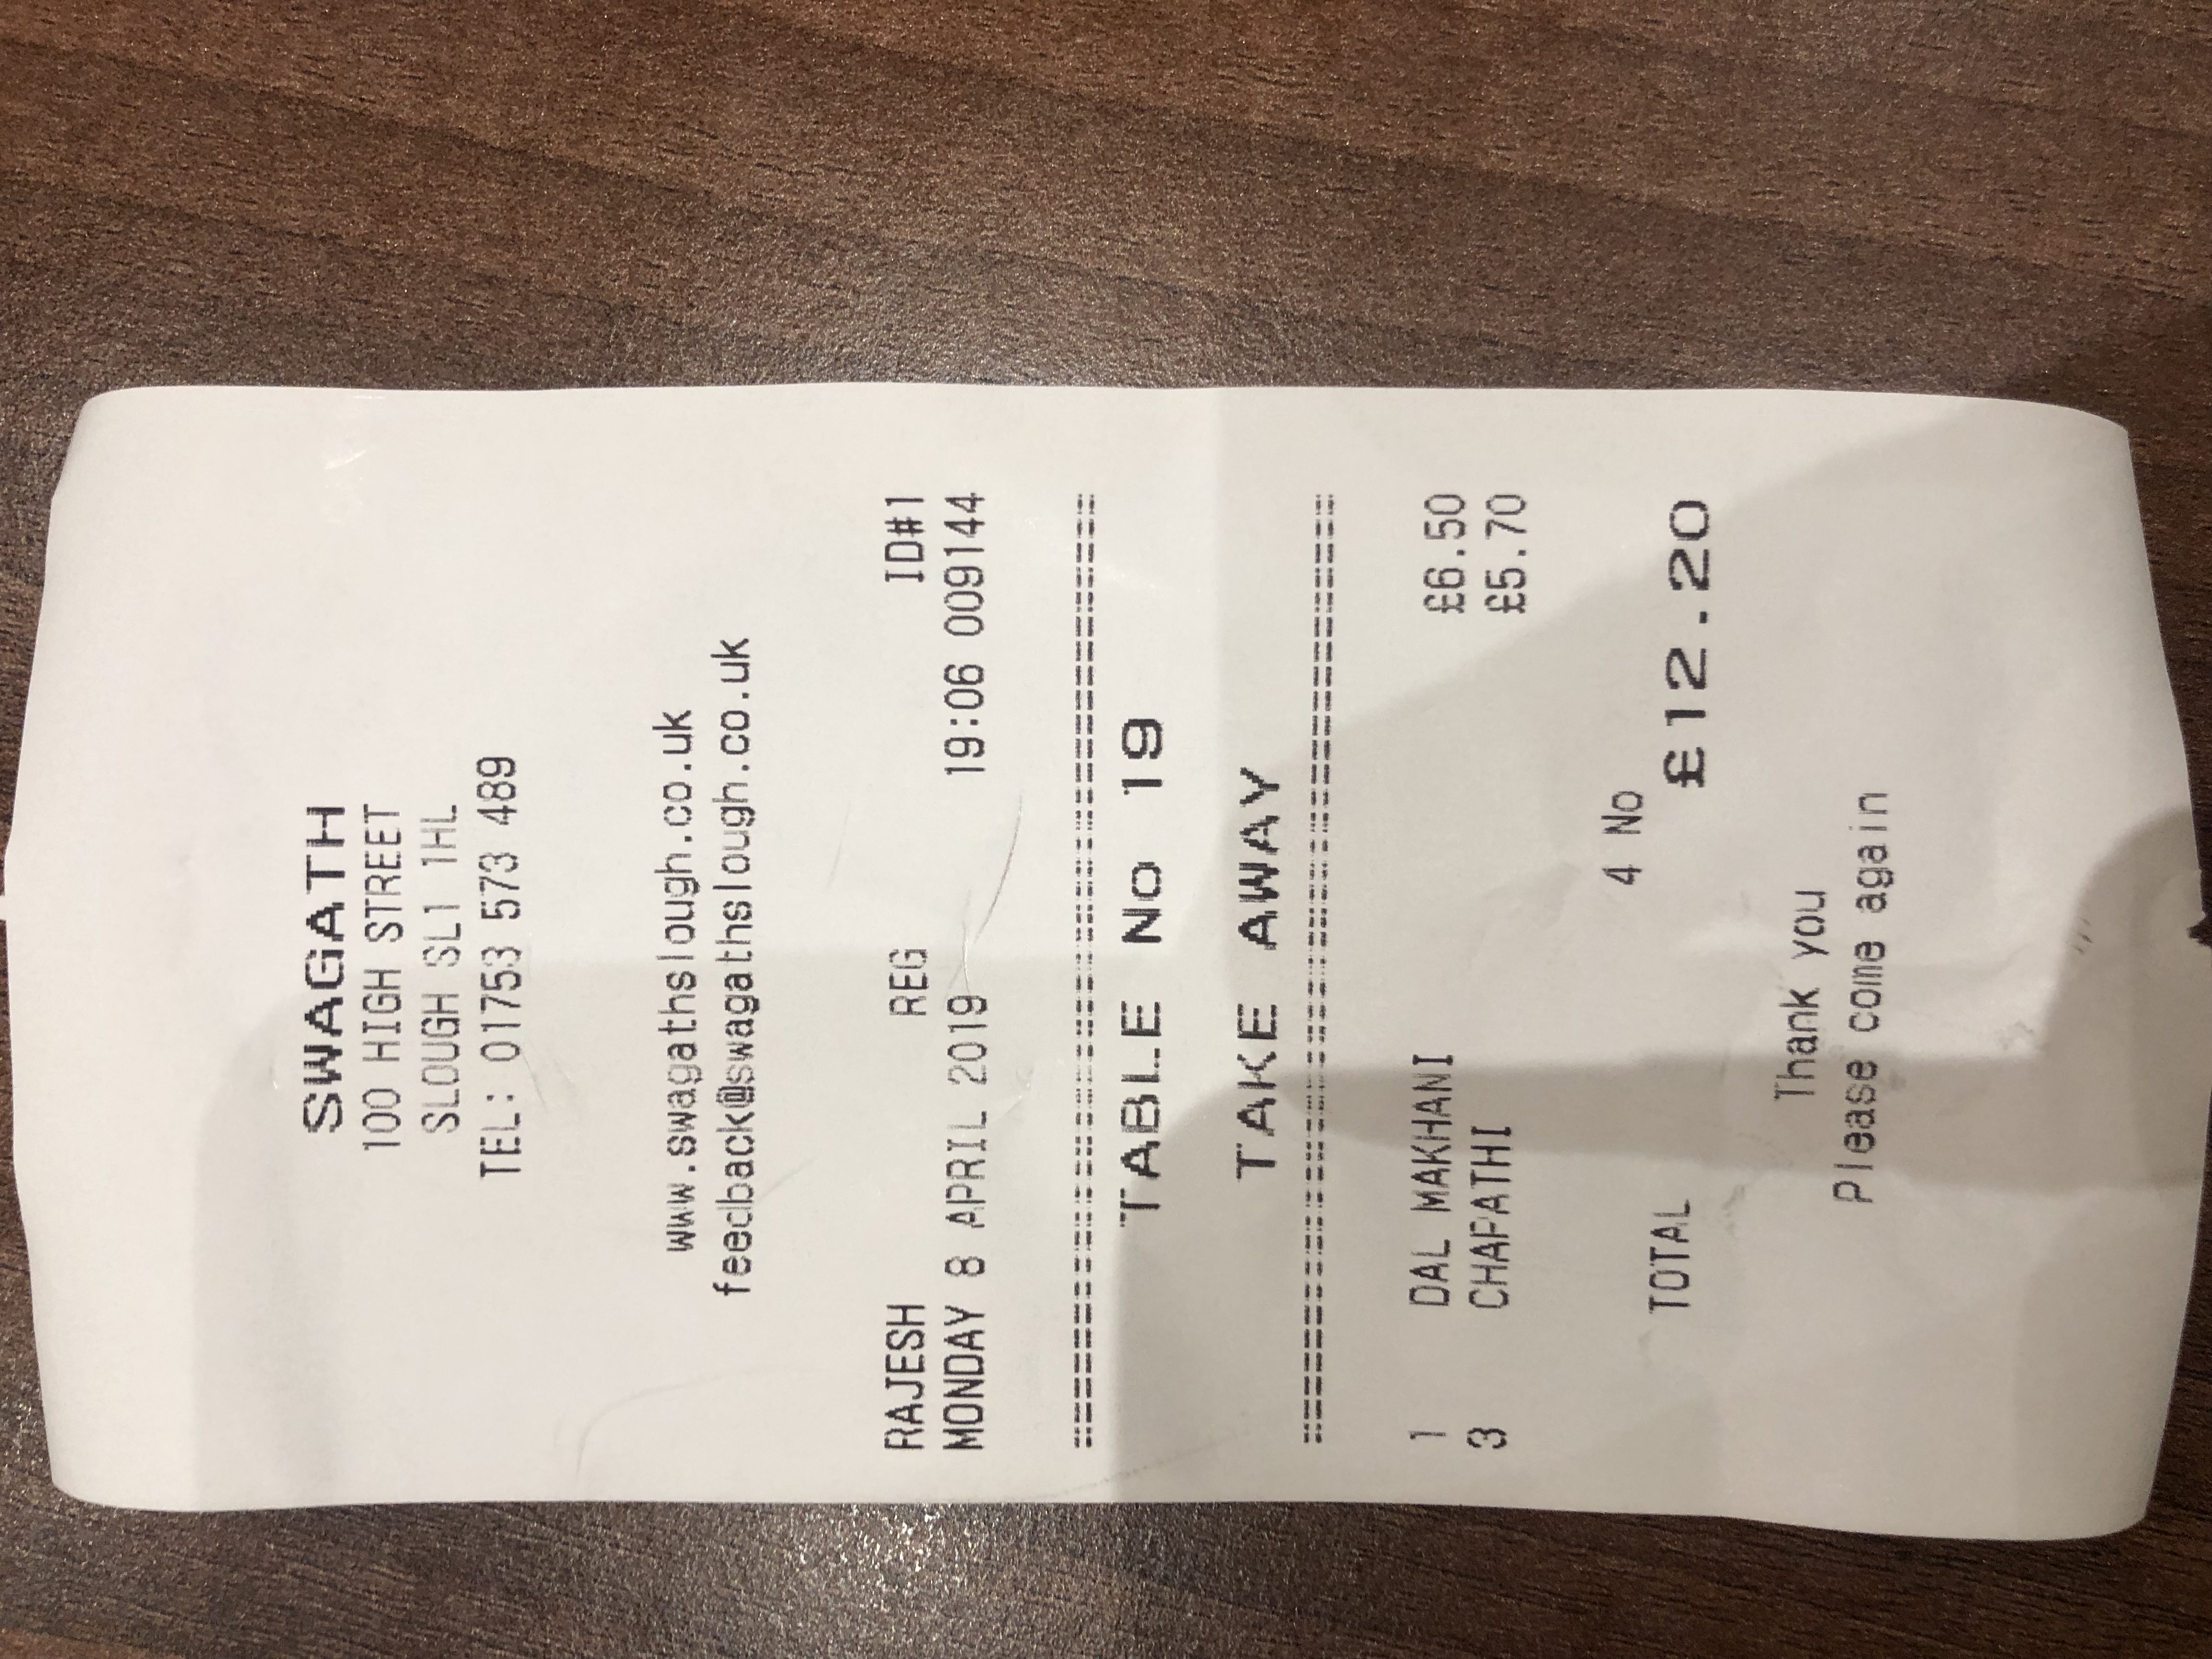 SWAGATH
100 HIGH STREET
SLOUGH SL1 1HL
TEL: 01753 573 489
www.swagathslough.co.uk
feedback@swagathslough.co.uk
RAJESH REG ID#1
MONDAY 8 APRIL 2019 19:06 009144
TABLE No 19
TAKE AWAY
1 DAL MAKHANI £6.50
3 CHAPATHI £5.70
4 No
TOTAL £12.20
Thank you
Please come again